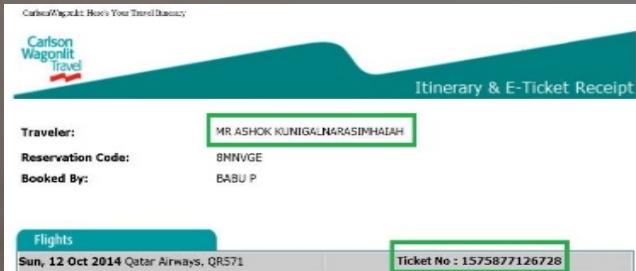 CarlsonWagonlit: Here's Your Travel Itinerary
Carlson
Wagonlit
Travel
Itinerary & E-Ticket Receipt
Traveler: MR ASHOK KUNIGALNARASIMHAIAH
Reservation Code: 8MNVGE
Booked By: BABU P
Flights
Sun, 12 Oct 2014 Qatar Airways, QR571 Ticket No : 1575877126728